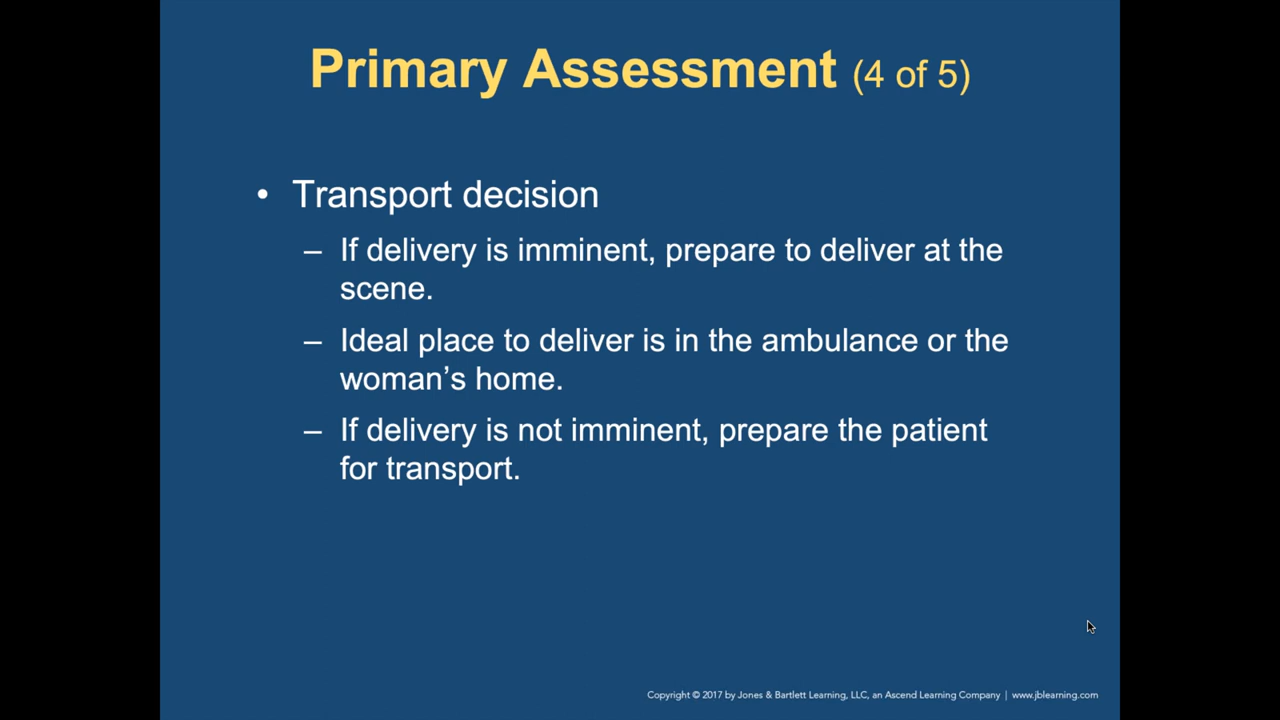 Primary Assessment (4 of 5)
• Transport decision
– If delivery is imminent, prepare to deliver at the
scene.
– Ideal place to deliver is in the ambulance or the
woman’s home.
– If delivery is not imminent, prepare the patient
for transport.
Copyright © 2017 by Jones & Bartlett Learning, LLC, an Ascend Learning Company | www.jblearning.com